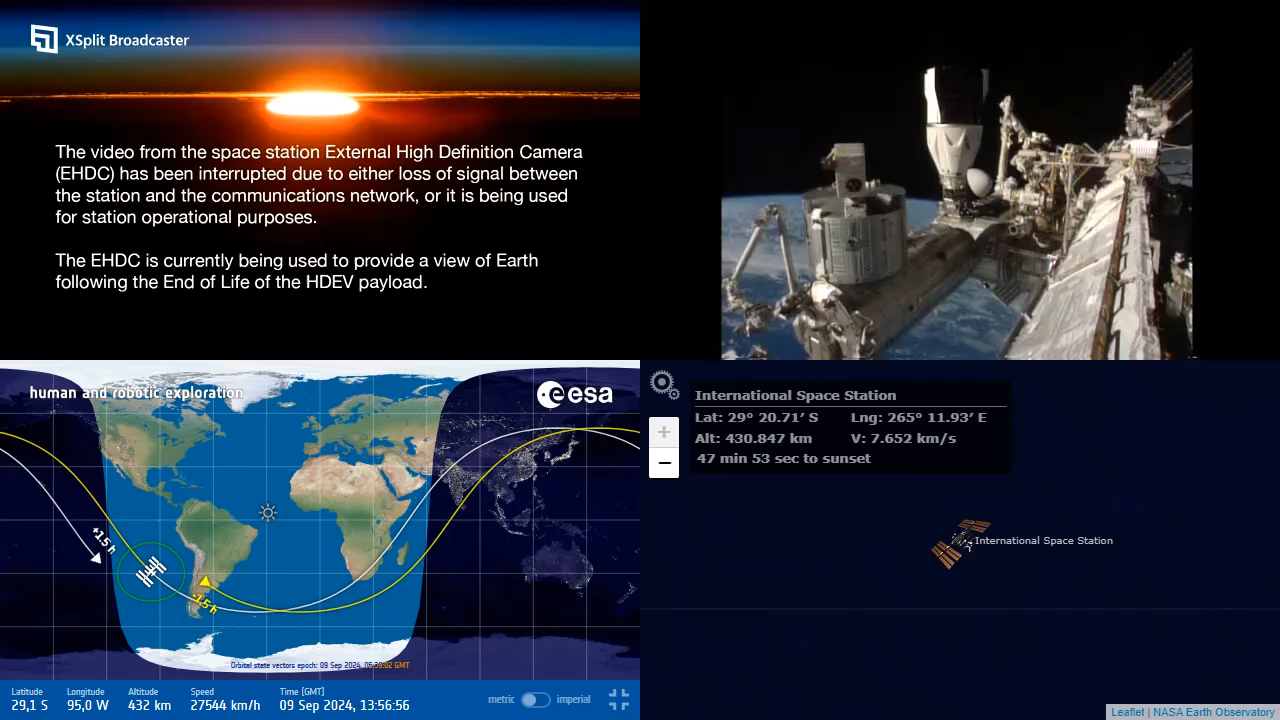 XSplit Broadcaster
The video from the space station External High Definition Camera
(EHDC) has been interrupted due to either loss of signal between
the station and the communications network, or it is being used
for station operational purposes.
The EHDC is currently being used to provide a view of Earth
following the End of Life of the HDEV payload.
human and robotic exploration
esa
+1.5 h
-1.5 h
Orbital state vectors epoch: 09 Sep 2024, GMT
Latitude
29,1 S
Longitude
95,0 W
Altitude
432 km
Speed
27544 km/h
Time [GMT]
09 Sep 2024, 13:56:56
metric
imperial
International Space Station
Lat: 29° 20.71′ S
Lng: 265° 11.93′ E
Alt: 430.847 km
V: 7.652 km/s
47 min 53 sec to sunset
+
−
International Space Station
Leaflet | NASA Earth Observatory